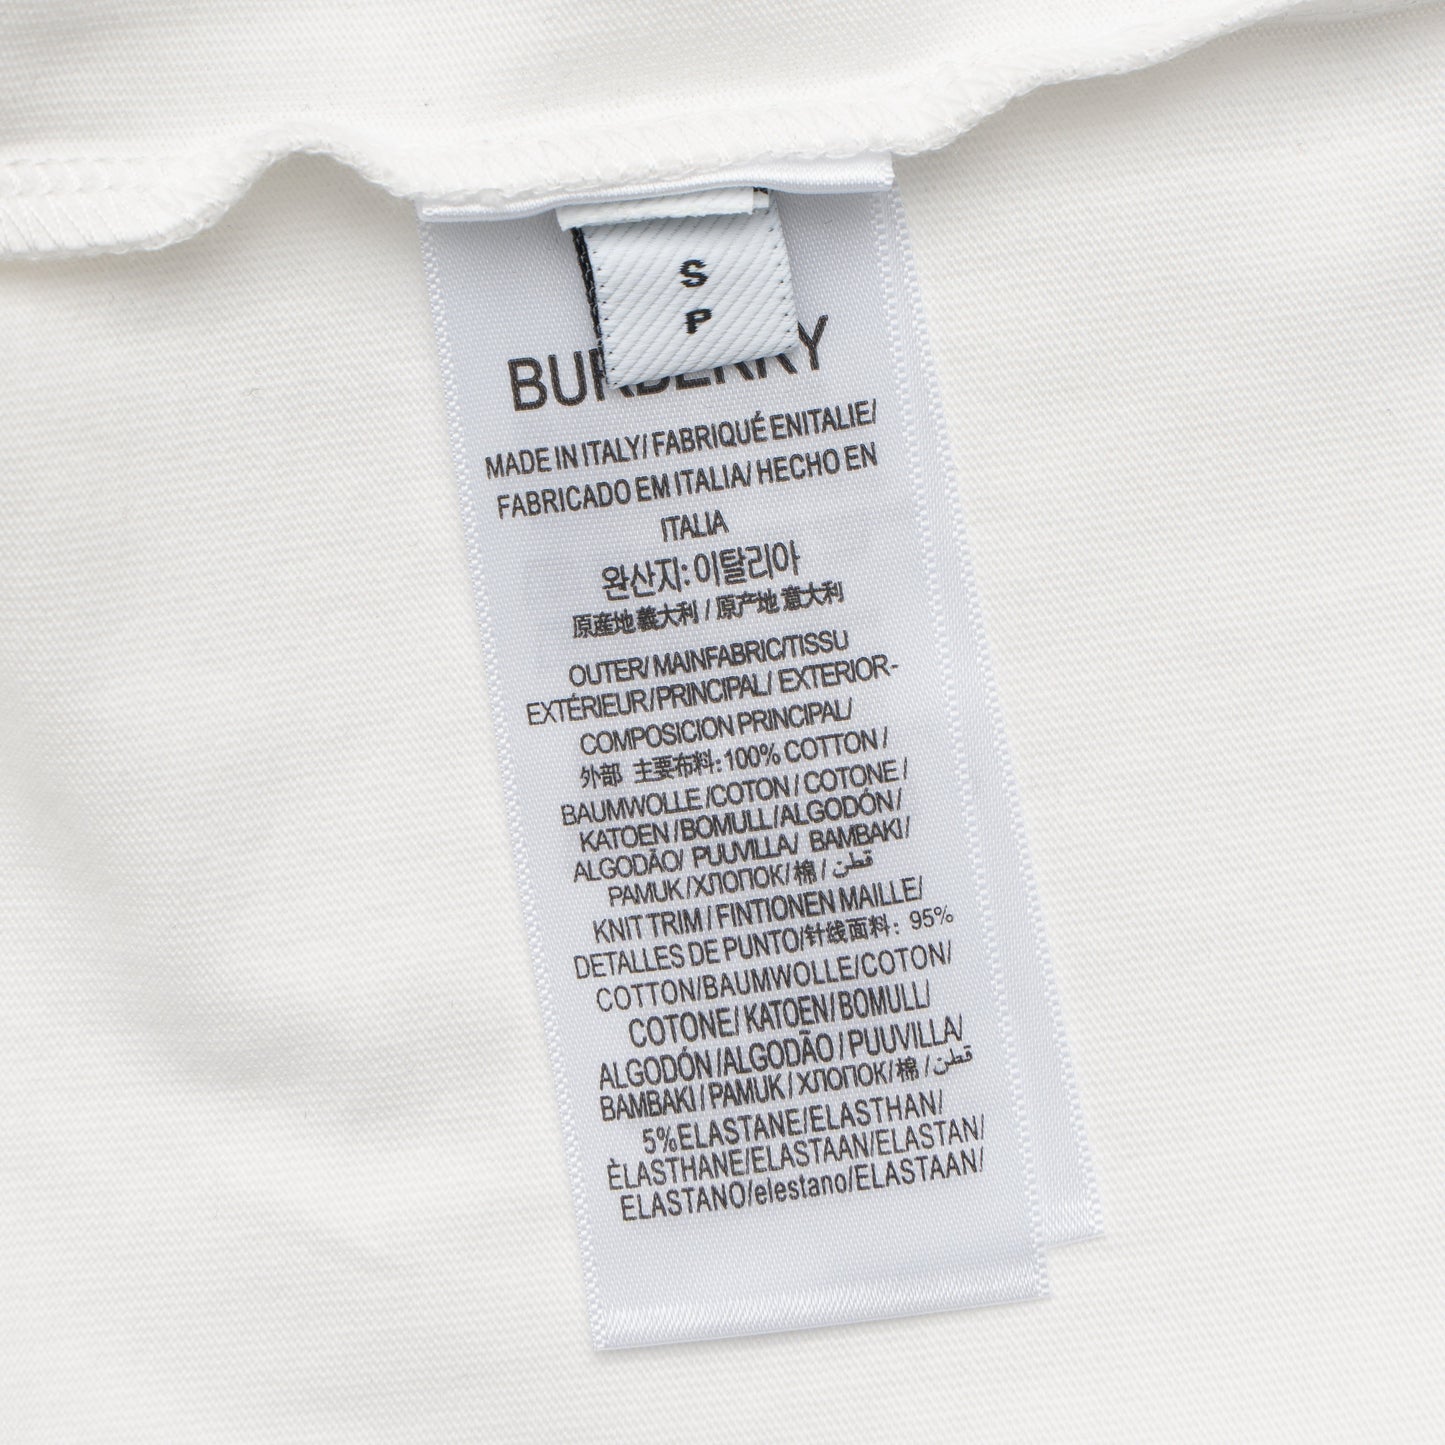 S
P
BURBERRY
MADE IN ITALY/ FABRIQUÉ ENITALIE/
FABRICADO EM ITALIA/ HECHO EN
ITALIA
완산지: 이탈리아
原産地 義大利 / 原产地 意大利
OUTER/ MAINFABRIC/TISSU
EXTÉRIEUR/PRINCIPAL/ EXTERIOR-
COMPOSICION PRINCIPAL/
外部 主要布料: 100% COTTON /
BAUMWOLLE /COTON / COTONE /
KATOEN /BOMULL/ALGODÓN/
ALGODÃO/ PUUVILLA/ BAMBAKI/
PAMUK /ХЛОПОК/ 棉 / قطن
KNIT TRIM / FINTIONEN MAILLE/
DETALLES DE PUNTO/针线面料: 95%
COTTON/BAUMWOLLE/COTON/
COTONE/ KATOEN/ BOMULL/
ALGODÓN /ALGODÃO / PUUVILLA/
BAMBAKI / PAMUK / ХЛОПОК/ 棉 / قطن
5%ELASTANE/ELASTHAN/
ÈLASTHANE/ELASTAAN/ELASTAN/
ELASTANO/elestano/ELASTAAN/